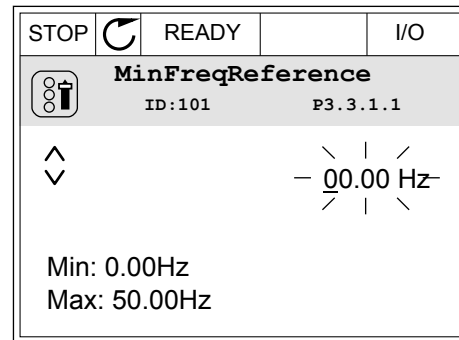 STOP READY I/O
MinFreqReference
ID:101 P3.3.1.1
00.00 Hz
Min: 0.00Hz
Max: 50.00Hz